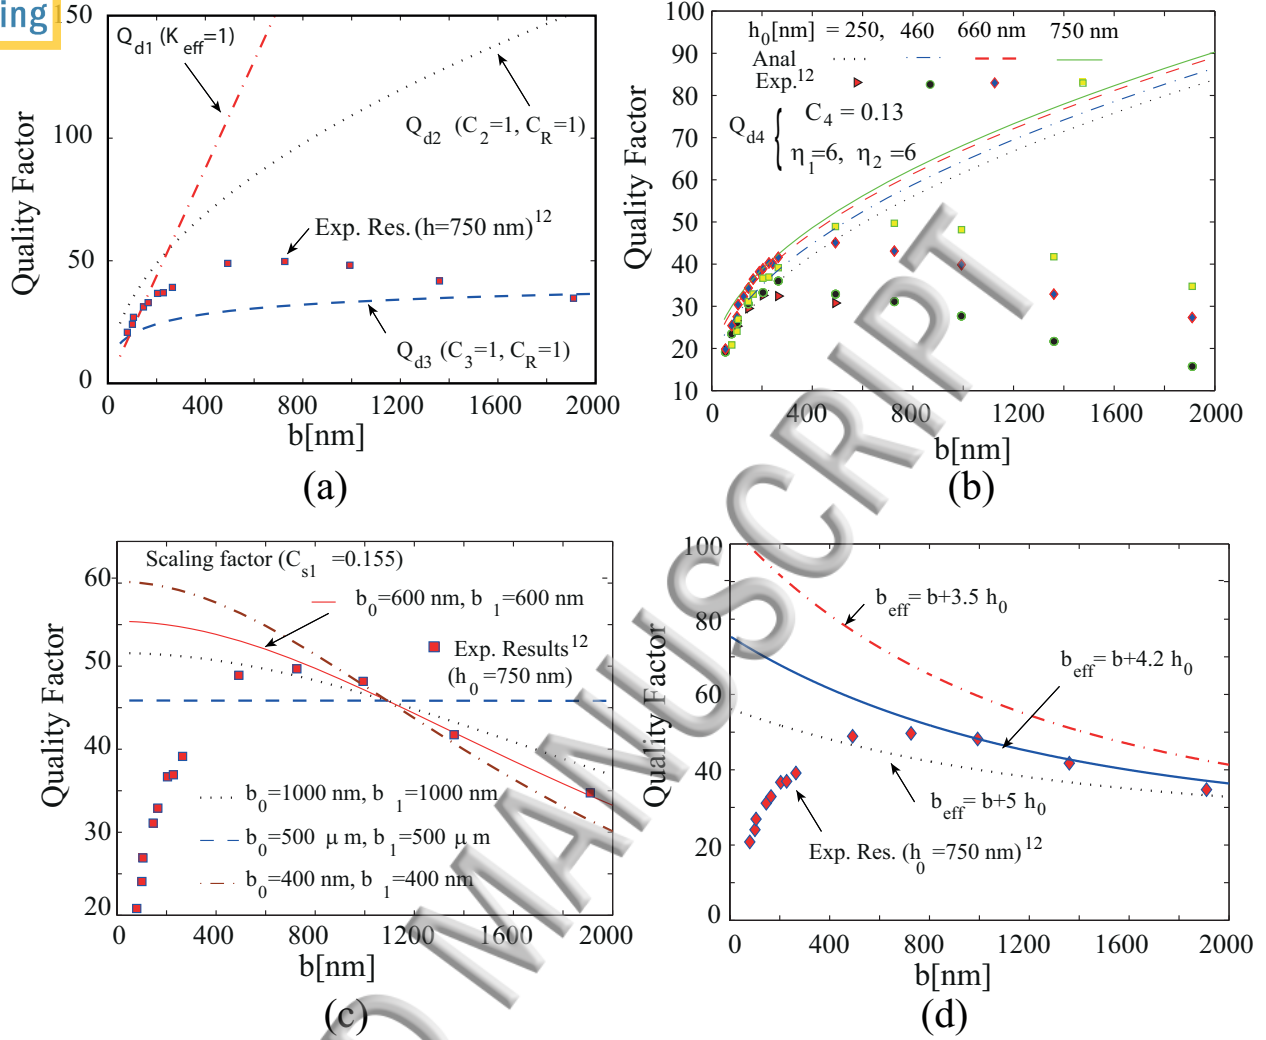 ing
150
100
50
0
Quality Factor
Q_d1 (K_eff=1)
Q_d2 (C_2=1, C_R=1)
Exp. Res. (h=750 nm)^12
Q_d3 (C_3=1, C_R=1)
0 400 800 1200 1600 2000
b[nm]
(a)
100
90
80
70
60
50
40
30
20
10
Quality Factor
h_0[nm] = 250, 460 660 nm 750 nm
Anal
Exp.^12
Q_d4 { C_4 = 0.13
η_1=6, η_2=6
0 400 800 1200 1600 2000
b[nm]
(b)
60
50
40
30
20
Quality Factor
Scaling factor (C_s1 =0.155)
b_0=600 nm, b_1=600 nm
Exp. Results^12
(h_0=750 nm)
b_0=1000 nm, b_1=1000 nm
b_0=500 μm, b_1=500 μm
b_0=400 nm, b_1=400 nm
0 400 800 1200 1600 2000
b[nm]
(c)
100
80
60
40
20
0
Quality Factor
b_eff= b+3.5 h_0
b_eff= b+4.2 h_0
b_eff= b+5 h_0
Exp. Res. (h_0=750 nm)^12
0 400 800 1200 1600 2000
b[nm]
(d)
D MANUSCRIPT